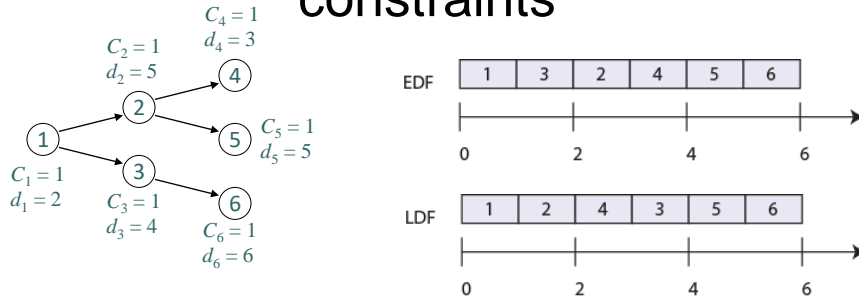 constraints
C4 = 1
d4 = 3
C2 = 1
d2 = 5
4
2
1
5
C5 = 1
d5 = 5
C1 = 1
d1 = 2
3
C3 = 1
d3 = 4
6
C6 = 1
d6 = 6
EDF
1 3 2 4 5 6
0 2 4 6
LDF
1 2 4 3 5 6
0 2 4 6